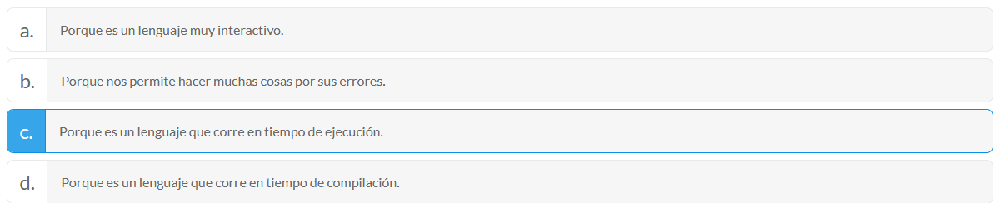 a. Porque es un lenguaje muy interactivo.
b. Porque nos permite hacer muchas cosas por sus errores.
c. Porque es un lenguaje que corre en tiempo de ejecución.
d. Porque es un lenguaje que corre en tiempo de compilación.